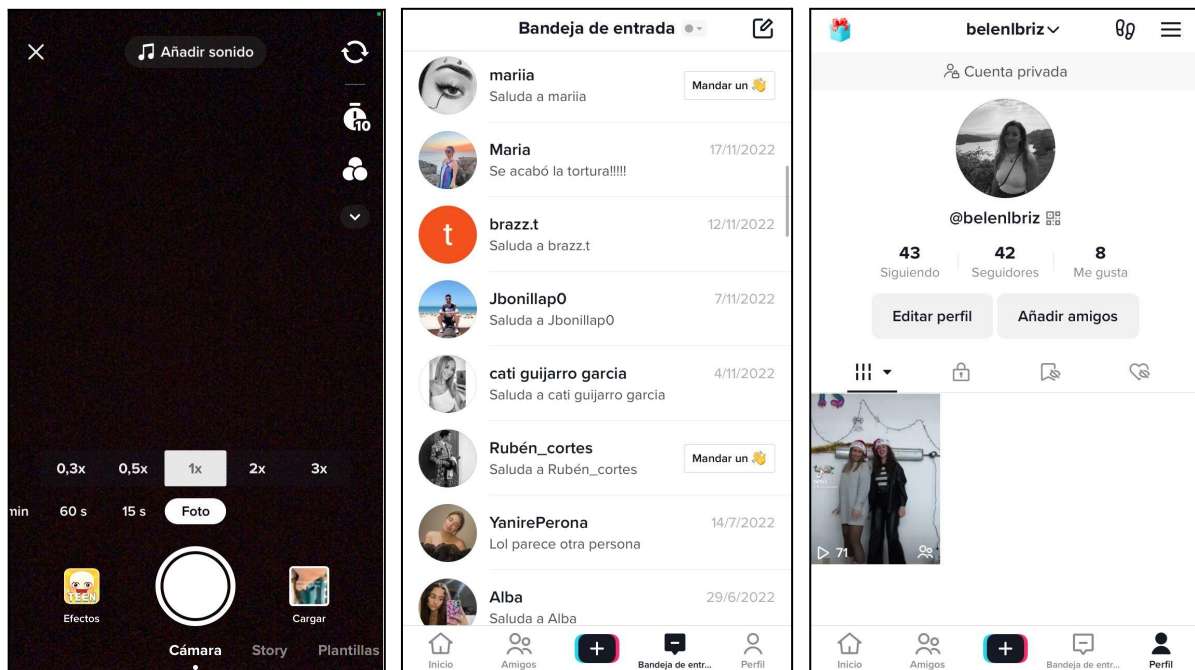 Añadir sonido
10
0,3x 0,5x 1x 2x 3x
min 60 s 15 s Foto
TEEN
Efectos
Cargar
Cámara Story Plantillas
Bandeja de entrada
mariia
Saluda a mariia
Mandar un 👋
Maria
17/11/2022
Se acabó la tortura!!!!!
t
brazz.t
12/11/2022
Saluda a brazz.t
Jbonillap0
7/11/2022
Saluda a Jbonillap0
cati guijarro garcia
4/11/2022
Saluda a cati guijarro garcia
Rubén_cortes
Saluda a Rubén_cortes
Mandar un 👋
YanirePerona
14/7/2022
Lol parece otra persona
Alba
29/6/2022
Saluda a Alba
Inicio Amigos Bandeja de entr... Perfil
belenlbriz
Cuenta privada
@belenlbriz
43 42 8
Siguiendo Seguidores Me gusta
Editar perfil Añadir amigos
15
71
Inicio Amigos Bandeja de entr... Perfil